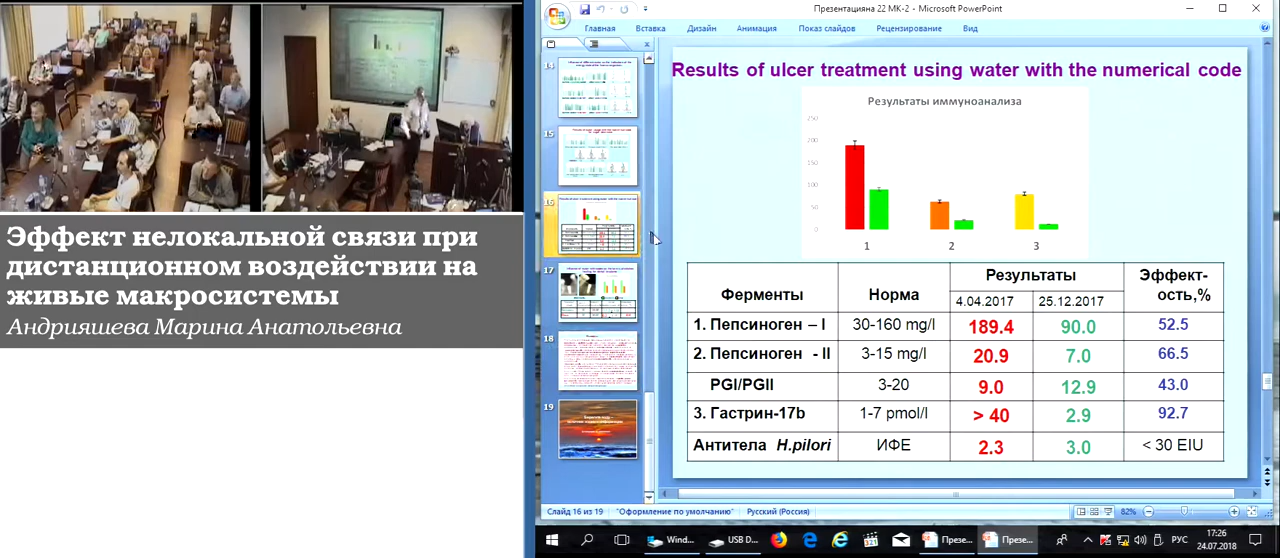 Эффект нелокальной связи при
дистанционном воздействии на
живые макросистемы
Андрияшева Марина Анатольевна
Презентацияна 22 МК-2 - Microsoft PowerPoint
Главная Вставка Дизайн Анимация Показ слайдов Рецензирование Вид
14
15
16
17
18
19
Results of ulcer treatment using water with the numerical code
Результаты иммуноанализа
250
200
150
100
50
0
1 2 3
Ферменты Норма Результаты Эффект-
ость,%
4.04.2017 25.12.2017
1. Пепсиноген – I 30-160 mg/l 189.4 90.0 52.5
2. Пепсиноген - II 3-15 mg/l 20.9 7.0 66.5
PGI/PGII 3-20 9.0 12.9 43.0
3. Гастрин-17b 1-7 pmol/l > 40 2.9 92.7
Антитела H.pilori ИФЕ 2.3 3.0 < 30 EIU
Слайд 16 из 19 "Оформление по умолчанию" Русский (Россия) 82%
Wind... USB D... 321 Презе... Презе...
17:26
24.07.2018